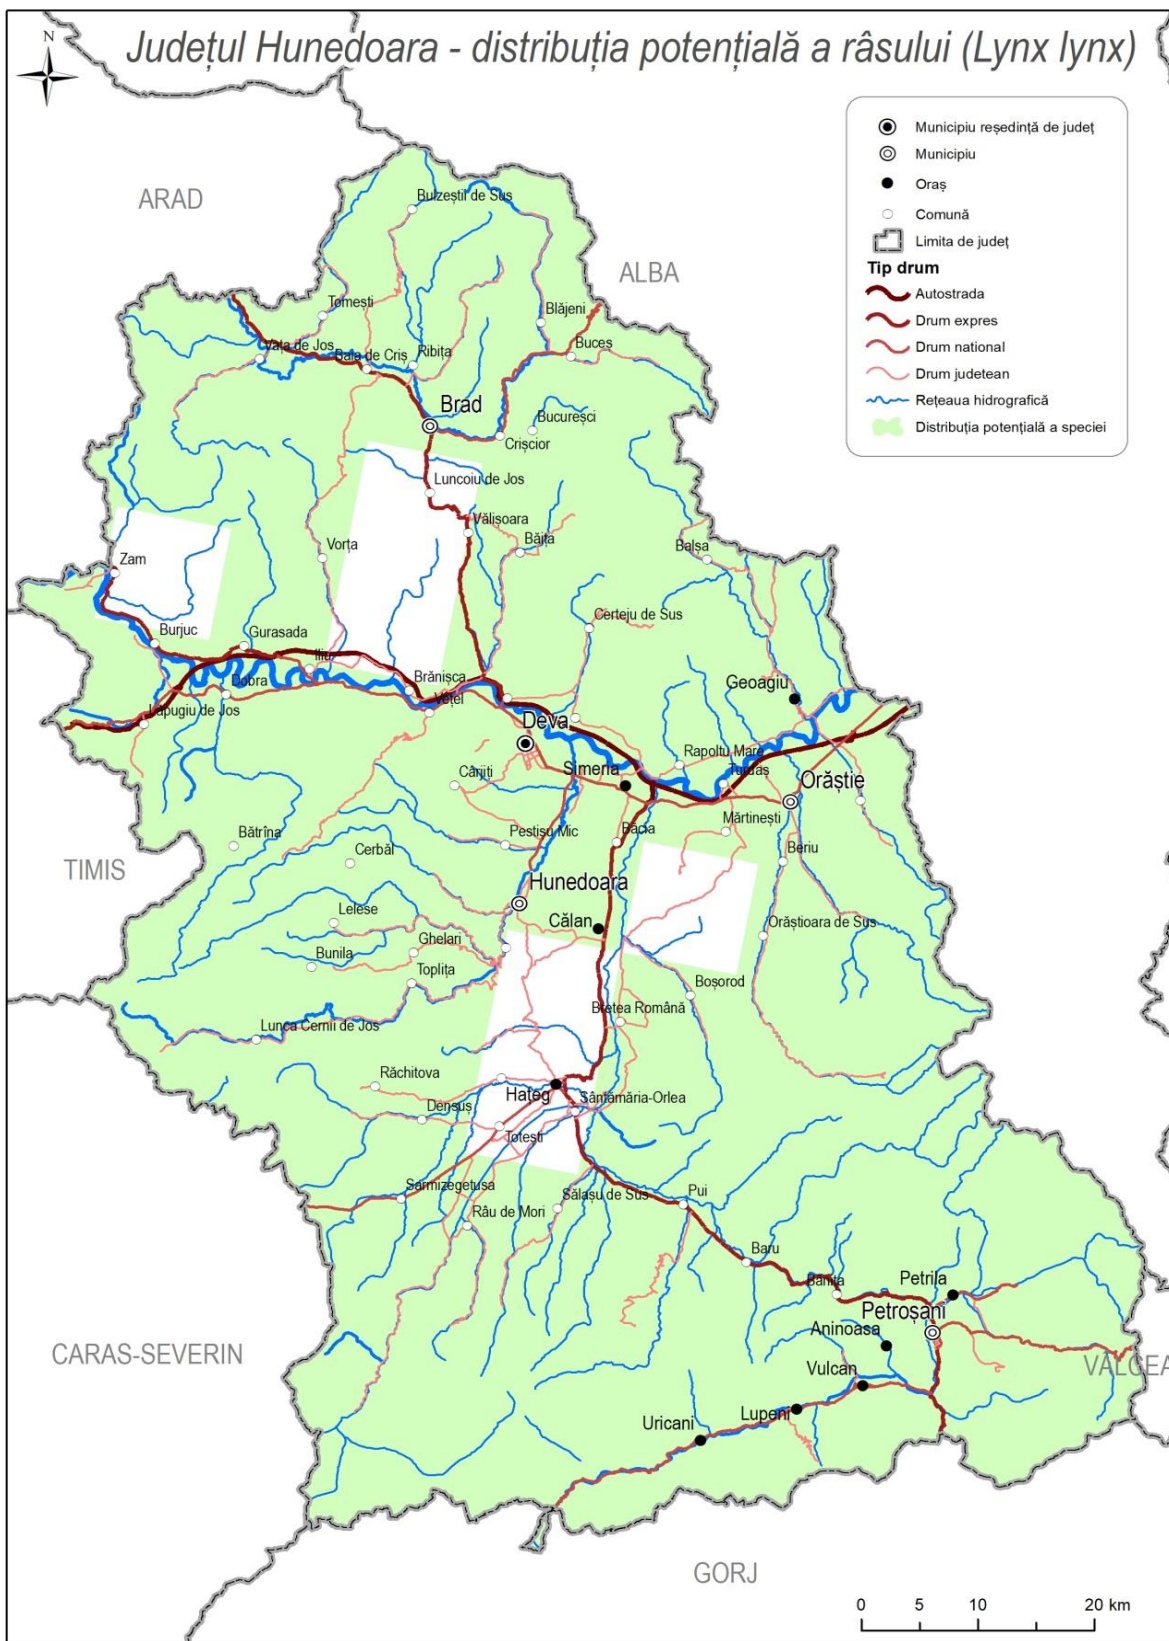 Județul Hunedoara - distribuția potențială a râsului (Lynx lynx)
N
Municipiu reședință de județ
Municipiu
Oraș
Comună
Limita de județ
Tip drum
Autostrada
Drum expres
Drum național
Drum județean
Rețeaua hidrografică
Distribuția potențială a speciei
ARAD
ALBA
Bulzeștii de Sus
Tomești
Blăjeni
Vața de Jos
Baia de Criș
Ribița
Buceș
Brad
București
Crișcior
Luncoiu de Jos
Vălișoara
Băița
Vorța
Balșa
Zam
Certeju de Sus
Burjuc
Gurasada
Ilia
Dobra
Brănișca
Vețel
Geoagiu
Lăpugiu de Jos
Deva
Rapoltu Mare
Simeria
Turdaș
Orăștie
Cârjiți
Mărtinești
Băcia
Peștișu Mic
Bătrîna
Cerbăl
Beriu
TIMIS
Hunedoara
Lelese
Călan
Orăștioara de Sus
Ghelari
Bunila
Toplița
Boșorod
Bretea Română
Lunca Cernii de Jos
Răchitova
Hateg
Sântămăria-Orlea
Densuș
Totești
Sarmizegetusa
Sălașu de Sus
Pui
Râu de Mori
Baru
Bănița
Petrila
Petroșani
Aninoasa
CARAS-SEVERIN
Vulcan
VÂLCEA
Lupeni
Uricani
GORJ
0 5 10 20 km